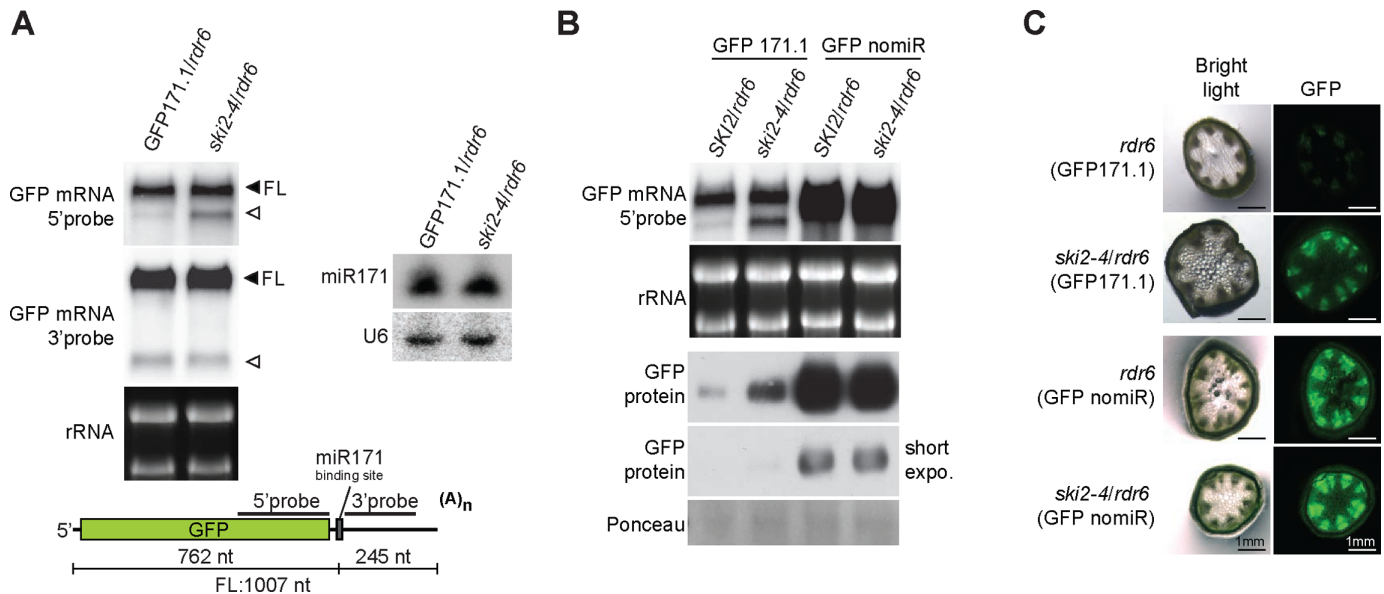 A
GFP171.1/rdr6
ski2-4/rdr6
GFP mRNA
5'probe
FL
GFP mRNA
3'probe
FL
rRNA
GFP171.1/rdr6
ski2-4/rdr6
miR171
U6
miR171
binding site
5'probe
3'probe
(A)n
5'
GFP
762 nt
245 nt
FL:1007 nt
B
GFP 171.1
GFP nomiR
SKI2/rdr6
ski2-4/rdr6
SKI2/rdr6
ski2-4/rdr6
GFP mRNA
5'probe
rRNA
GFP
protein
GFP
protein
short
expo.
Ponceau
C
Bright
light
GFP
rdr6
(GFP171.1)
ski2-4/rdr6
(GFP171.1)
rdr6
(GFP nomiR)
ski2-4/rdr6
(GFP nomiR)
1mm
1mm